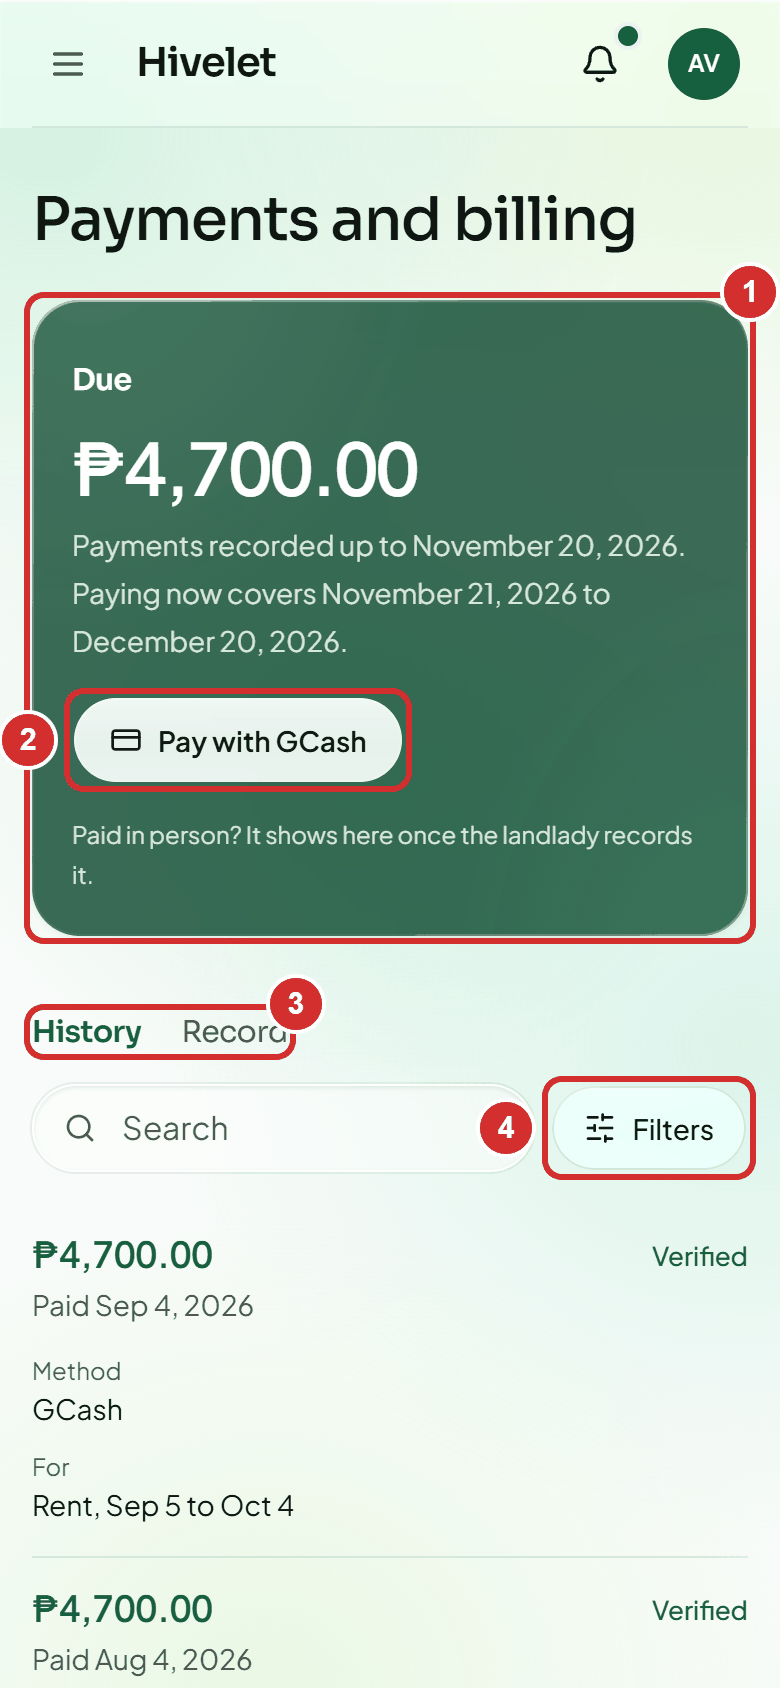 Hivelet
AV
Payments and billing
1
Due
₱4,700.00
Payments recorded up to November 20, 2026.
Paying now covers November 21, 2026 to
December 20, 2026.
2
Pay with GCash
Paid in person? It shows here once the landlady records
it.
3
History Record
Search
4
Filters
₱4,700.00
Verified
Paid Sep 4, 2026
Method
GCash
For
Rent, Sep 5 to Oct 4
₱4,700.00
Verified
Paid Aug 4, 2026